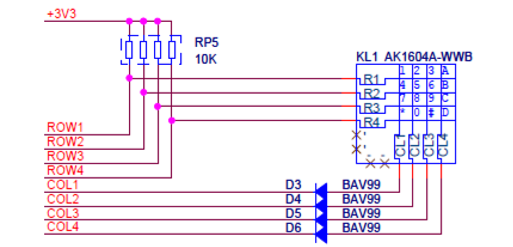 +3V3
RP5
10K
KL1 AK1604A-WWB
R1 1 2 3 A
R2 4 5 6 B
R3 7 8 9 C
R4 * 0 # D
CL1 CL2 CL3 CL4
ROW1
ROW2
ROW3
ROW4
COL1 D3 BAV99
COL2 D4 BAV99
COL3 D5 BAV99
COL4 D6 BAV99